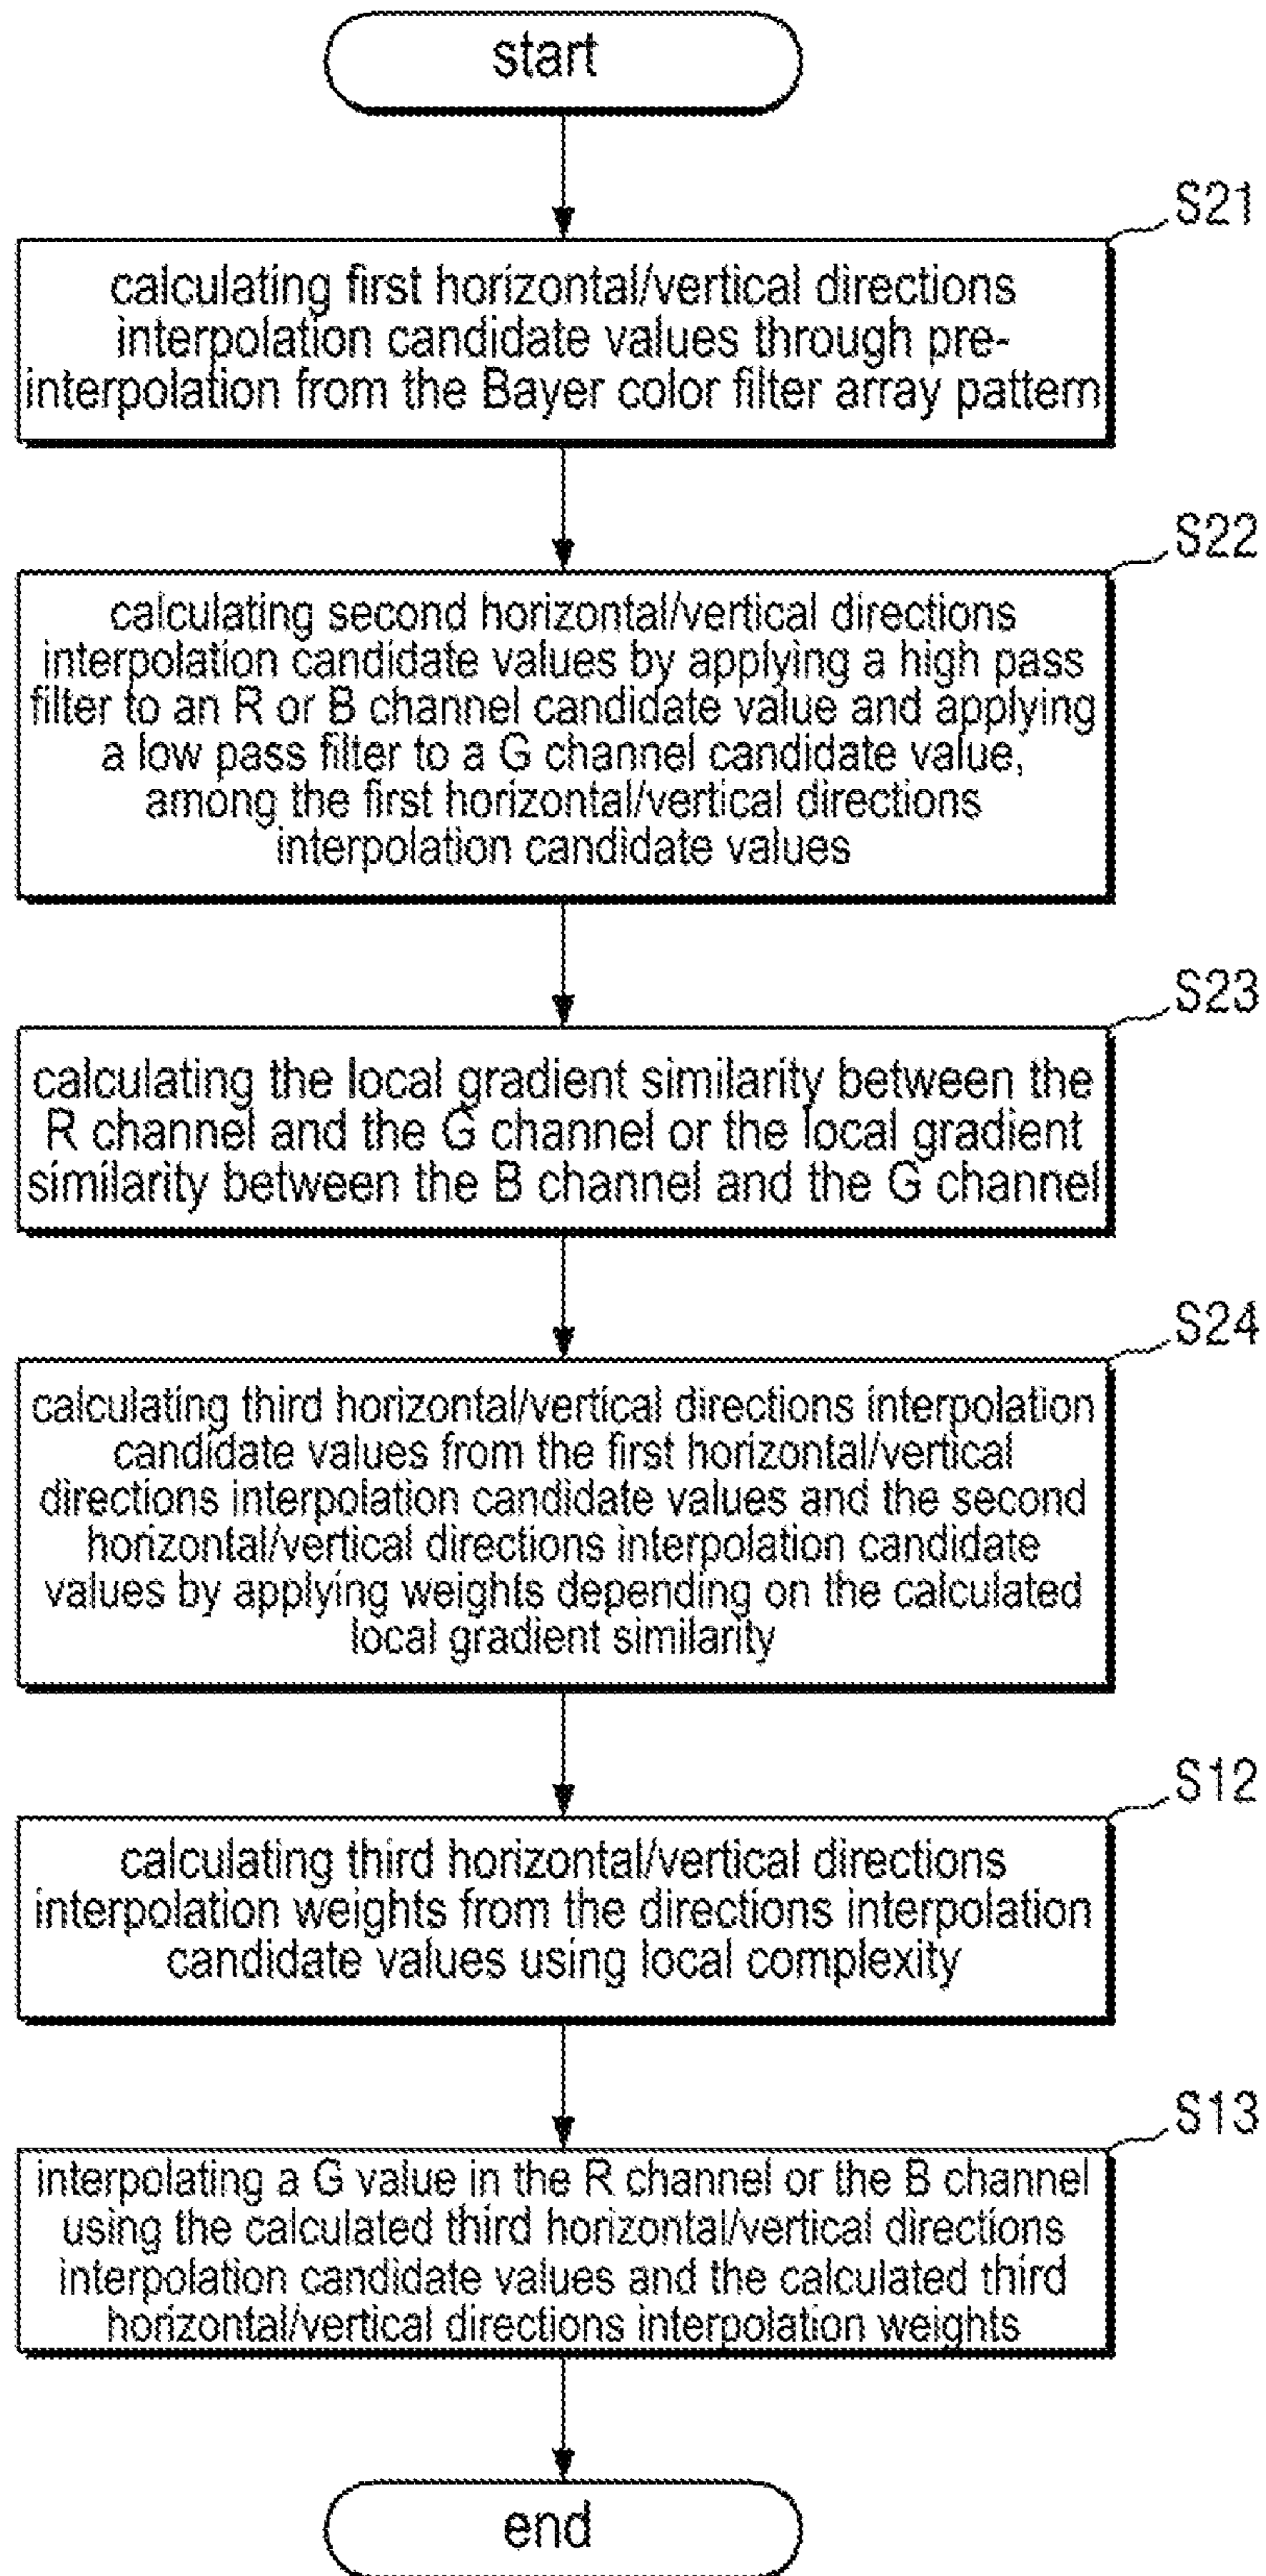 start
S21
calculating first horizontal/vertical directions
interpolation candidate values through pre-
interpolation from the Bayer color filter array pattern
S22
calculating second horizontal/vertical directions
interpolation candidate values by applying a high pass
filter to an R or B channel candidate value and applying
a low pass filter to a G channel candidate value,
among the first horizontal/vertical directions
interpolation candidate values
S23
calculating the local gradient similarity between the
R channel and the G channel or the local gradient
similarity between the B channel and the G channel
S24
calculating third horizontal/vertical directions interpolation
candidate values from the first horizontal/vertical
directions interpolation candidate values and the second
horizontal/vertical directions interpolation candidate
values by applying weights depending on the calculated
local gradient similarity
S12
calculating third horizontal/vertical directions
interpolation weights from the directions interpolation
candidate values using local complexity
S13
interpolating a G value in the R channel or the B channel
using the calculated third horizontal/vertical directions
interpolation candidate values and the calculated third
horizontal/vertical directions interpolation weights
end